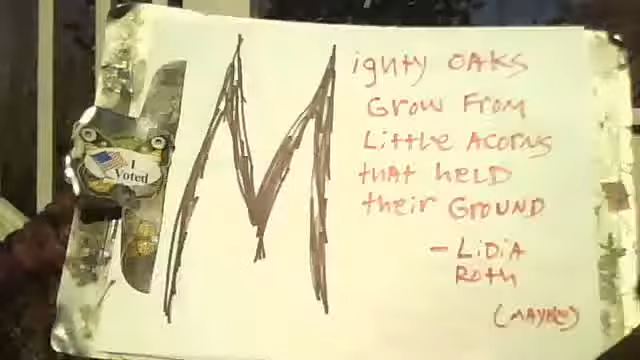 I Voted
Mighty OAKS
Grow From
Little Acorns
that held
their Ground
- Lidia
Roth
(MAYBE)